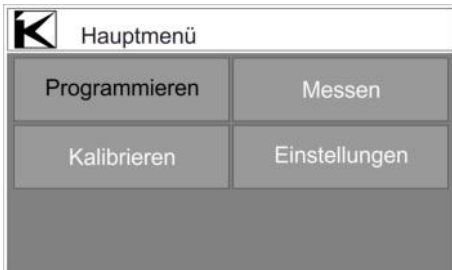 Hauptmenü
Programmieren
Messen
Kalibrieren
Einstellungen